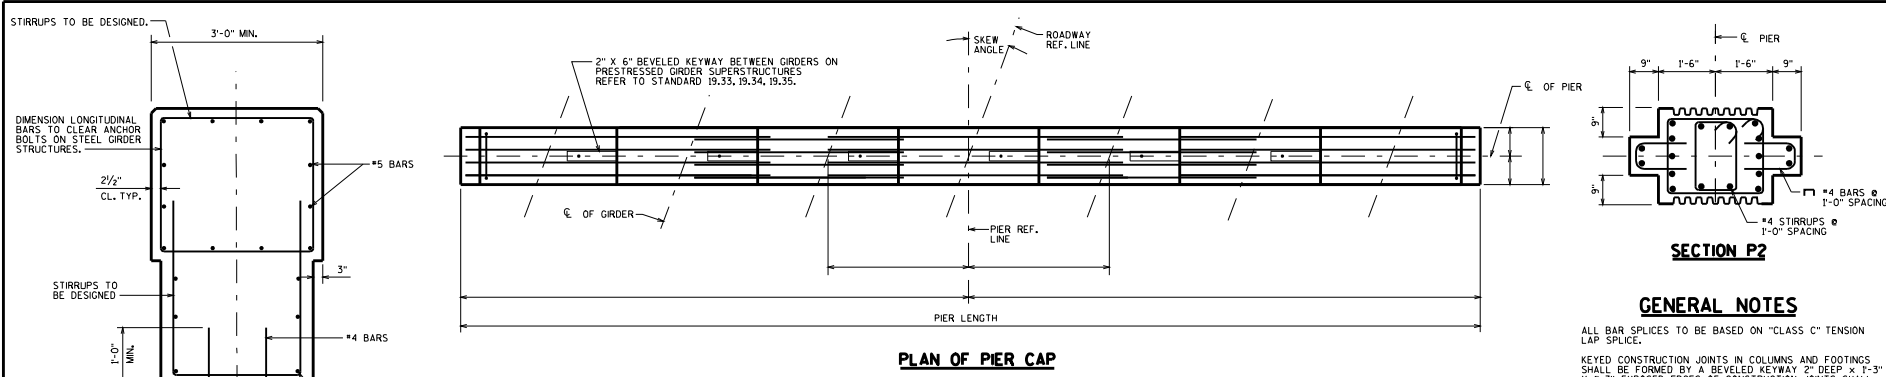 STIRRUPS TO BE DESIGNED.
3'-0" MIN.
DIMENSION LONGITUDINAL
BARS TO CLEAR ANCHOR
BOLTS ON STEEL GIRDER
STRUCTURES.
2½"
CL. TYP.
#5 BARS
3"
STIRRUPS TO
BE DESIGNED
1'-0"
MIN.
#4 BARS
2" X 6" BEVELED KEYWAY BETWEEN GIRDERS ON
PRESTRESSED GIRDER SUPERSTRUCTURES
REFER TO STANDARD 19.33, 19.34, 19.35.
SKEW
ANGLE
ROADWAY
REF. LINE
℄ OF PIER
℄ OF GIRDER
PIER REF.
LINE
PIER LENGTH
PLAN OF PIER CAP
℄ PIER
9" 1'-6" 1'-6" 9"
9"
9"
#4 BARS @
1'-0" SPACING
#4 STIRRUPS @
1'-0" SPACING
SECTION P2
GENERAL NOTES
ALL BAR SPLICES TO BE BASED ON "CLASS C" TENSION
LAP SPLICE.
KEYED CONSTRUCTION JOINTS IN COLUMNS AND FOOTINGS
SHALL BE FORMED BY A BEVELED KEYWAY 2" DEEP x 1'-3"